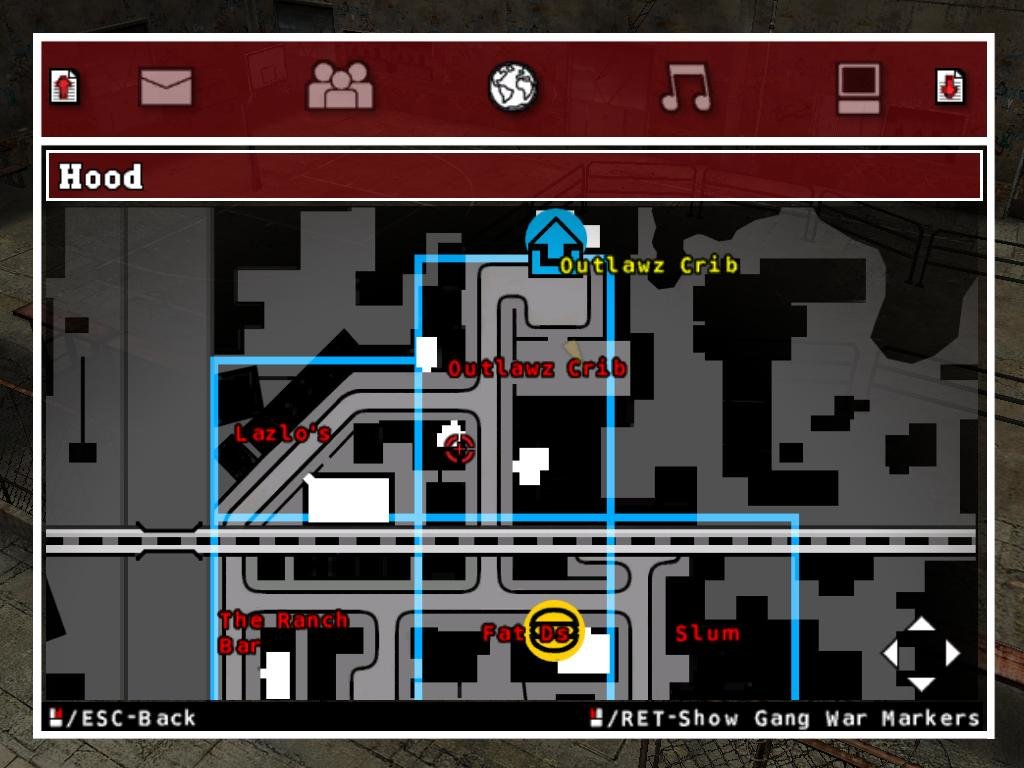 Hood
Outlawz Crib
Outlawz Crib
Lazlo's
The Ranch
Bar
Fat Ds
Slum
/ESC-Back
/RET-Show Gang War Markers